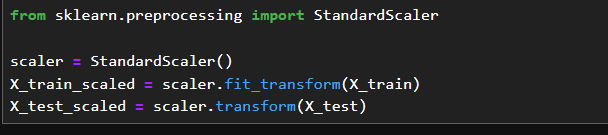 from sklearn.preprocessing import StandardScaler
scaler = StandardScaler()
X_train_scaled = scaler.fit_transform(X_train)
X_test_scaled = scaler.transform(X_test)